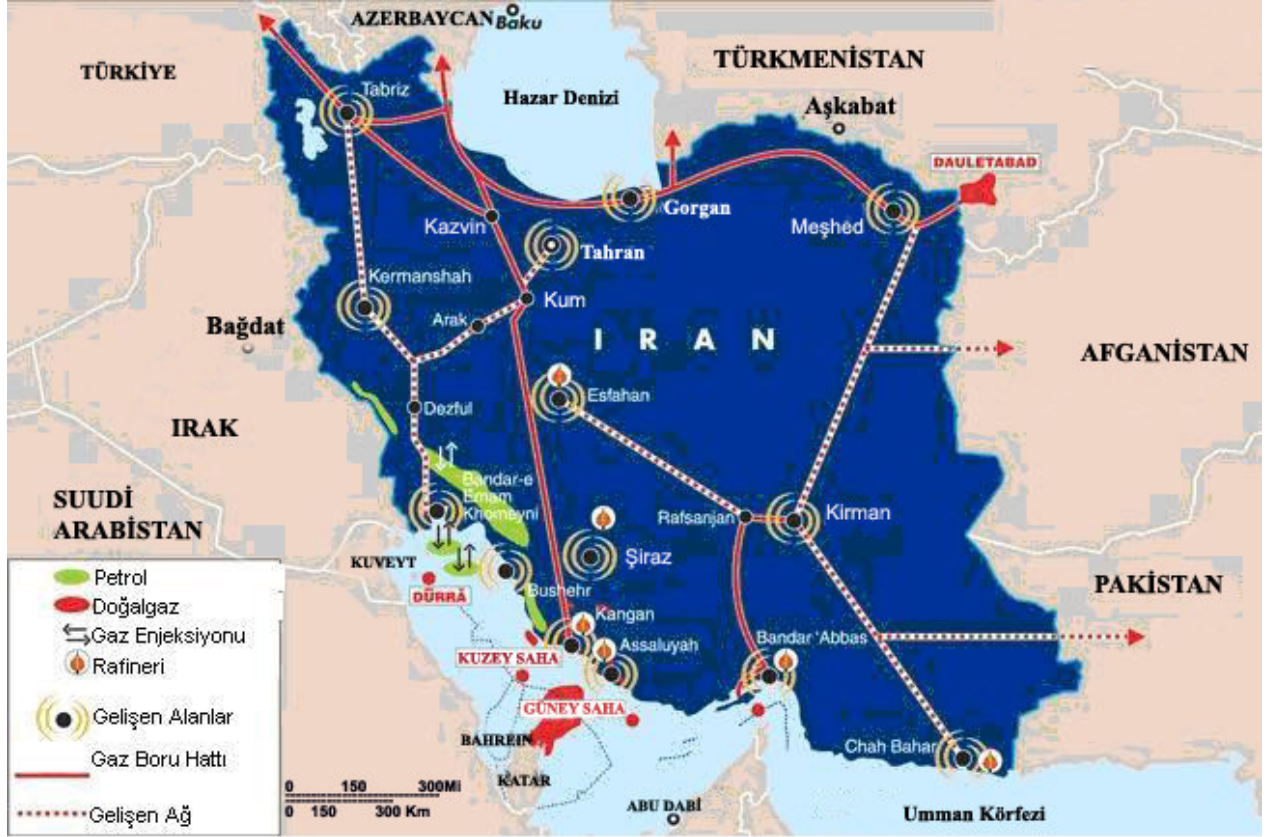 AZERBAYCAN
Baku
TÜRKİYE
TÜRKMENİSTAN
Tabriz
Hazar Denizi
Aşkabat
DAULETABAD
Gorgan
Meşhed
Kazvin
Tahran
Kermanshah
Kum
Arak
Bağdat
I R A N
AFGANİSTAN
Esfahan
Dezful
IRAK
Bandar-e
Emam
Khomeyni
SUUDİ
ARABİSTAN
Rafsanjan
Kirman
Şiraz
KUVEYT
PAKİSTAN
DÜRRÂ
Bushehr
Kangan
Assaluyah
Bandar 'Abbas
KUZEY SAHA
GÜNEY SAHA
BAHREIN
KATAR
Chah Bahar
ABU DABİ
Umman Körfezi
Petrol
Doğalgaz
Gaz Enjeksiyonu
Rafineri
Gelişen Alanlar
Gaz Boru Hattı
Gelişen Ağ
0 150 300Mi
0 150 300 Km